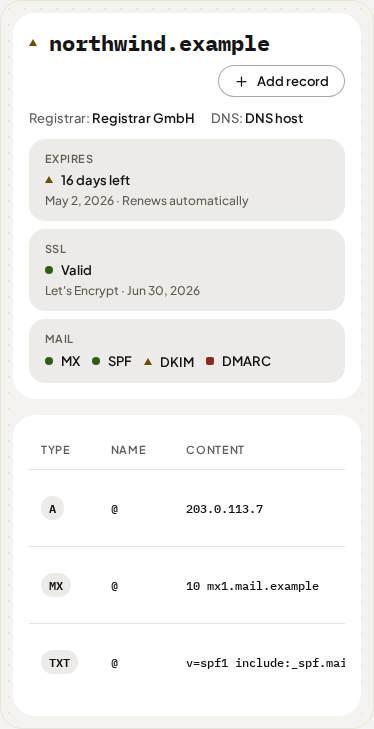 northwind.example
+ Add record
Registrar: Registrar GmbH DNS: DNS host
EXPIRES
16 days left
May 2, 2026 · Renews automatically
SSL
Valid
Let's Encrypt · Jun 30, 2026
MAIL
MX SPF DKIM DMARC
TYPE NAME CONTENT
A @ 203.0.113.7
MX @ 10 mx1.mail.example
TXT @ v=spf1 include:_spf.mai